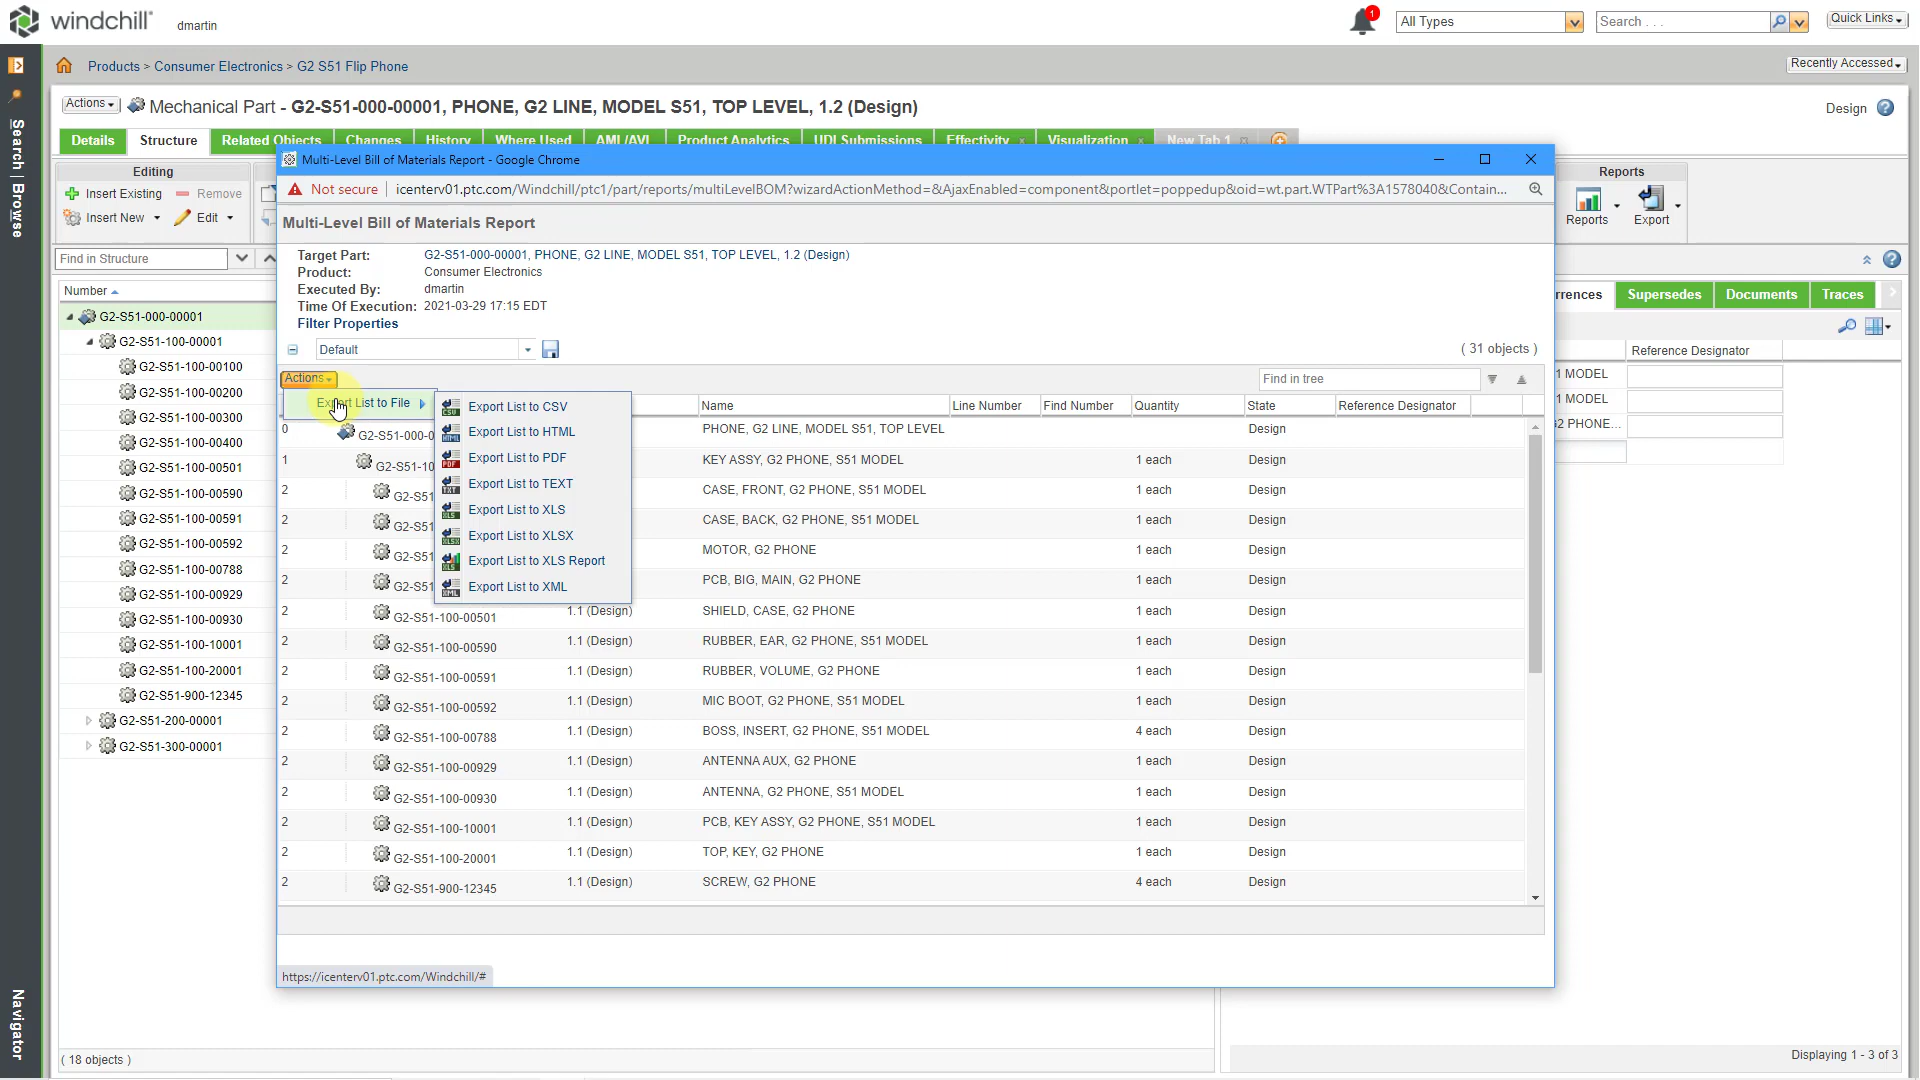 windchill
dmartin
1
All Types
Search . . .
Quick Links
Products > Consumer Electronics > G2 S51 Flip Phone
Recently Accessed
Actions
Mechanical Part - G2-S51-000-00001, PHONE, G2 LINE, MODEL S51, TOP LEVEL, 1.2 (Design)
Design
Details
Structure
Related Objects
Changes
History
Where Used
AML/AVL
Product Analytics
UDI Submissions
Effectivity
Visualization
New Tab 1
Search | Browse
Navigator
Editing
Insert Existing
Remove
Insert New
Edit
Reports
Reports
Export
Find in Structure
Number
G2-S51-000-00001
G2-S51-100-00001
G2-S51-100-00100
G2-S51-100-00200
G2-S51-100-00300
G2-S51-100-00400
G2-S51-100-00501
G2-S51-100-00590
G2-S51-100-00591
G2-S51-100-00592
G2-S51-100-00788
G2-S51-100-00929
G2-S51-100-00930
G2-S51-100-10001
G2-S51-100-20001
G2-S51-900-12345
G2-S51-200-00001
G2-S51-300-00001
( 18 objects )
Multi-Level Bill of Materials Report - Google Chrome
Not secure
icenterv01.ptc.com/Windchill/ptc1/part/reports/multiLevelBOM?wizardActionMethod=&AjaxEnabled=component&portlet=poppedup&oid=wt.part.WTPart%3A1578040&Contain...
Multi-Level Bill of Materials Report
Target Part: G2-S51-000-00001, PHONE, G2 LINE, MODEL S51, TOP LEVEL, 1.2 (Design)
Product: Consumer Electronics
Executed By: dmartin
Time Of Execution: 2021-03-29 17:15 EDT
Filter Properties
Default
( 31 objects )
Actions
Find in tree
Export List to File
Export List to CSV
Export List to HTML
Export List to PDF
Export List to TEXT
Export List to XLS
Export List to XLSX
Export List to XLS Report
Export List to XML
Name Line Number Find Number Quantity State Reference Designator
0 G2-S51-000-0 PHONE, G2 LINE, MODEL S51, TOP LEVEL Design
1 G2-S51-10 KEY ASSY, G2 PHONE, S51 MODEL 1 each Design
2 G2-S51 CASE, FRONT, G2 PHONE, S51 MODEL 1 each Design
2 G2-S51 CASE, BACK, G2 PHONE, S51 MODEL 1 each Design
2 G2-S51 MOTOR, G2 PHONE 1 each Design
2 G2-S51 PCB, BIG, MAIN, G2 PHONE 1 each Design
2 G2-S51-100-00501 1.1 (Design) SHIELD, CASE, G2 PHONE 1 each Design
2 G2-S51-100-00590 1.1 (Design) RUBBER, EAR, G2 PHONE, S51 MODEL 1 each Design
2 G2-S51-100-00591 1.1 (Design) RUBBER, VOLUME, G2 PHONE 1 each Design
2 G2-S51-100-00592 1.1 (Design) MIC BOOT, G2 PHONE, S51 MODEL 1 each Design
2 G2-S51-100-00788 1.1 (Design) BOSS, INSERT, G2 PHONE, S51 MODEL 4 each Design
2 G2-S51-100-00929 1.1 (Design) ANTENNA AUX, G2 PHONE 1 each Design
2 G2-S51-100-00930 1.1 (Design) ANTENNA, G2 PHONE, S51 MODEL 1 each Design
2 G2-S51-100-10001 1.1 (Design) PCB, KEY ASSY, G2 PHONE, S51 MODEL 1 each Design
2 G2-S51-100-20001 1.1 (Design) TOP, KEY, G2 PHONE 1 each Design
2 G2-S51-900-12345 1.1 (Design) SCREW, G2 PHONE 4 each Design
https://icenterv01.ptc.com/Windchill/#
rrences
Supersedes
Documents
Traces
Reference Designator
1 MODEL
1 MODEL
G2 PHONE...
Displaying 1 - 3 of 3